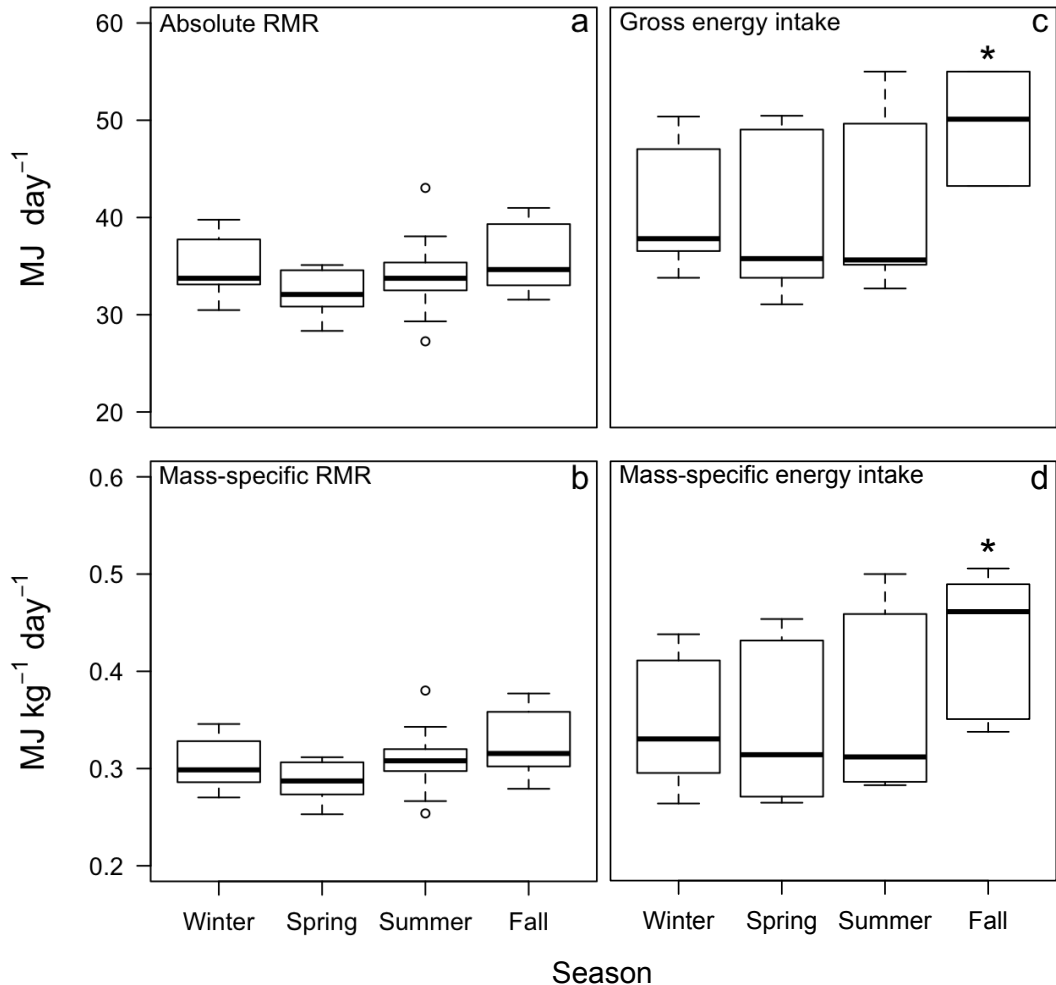 Absolute RMR a
Gross energy intake c
60
50
40
30
20
MJ day⁻¹
*
Mass-specific RMR b
Mass-specific energy intake d
0.6
0.5
0.4
0.3
0.2
MJ kg⁻¹ day⁻¹
*
Winter Spring Summer Fall
Winter Spring Summer Fall
Season